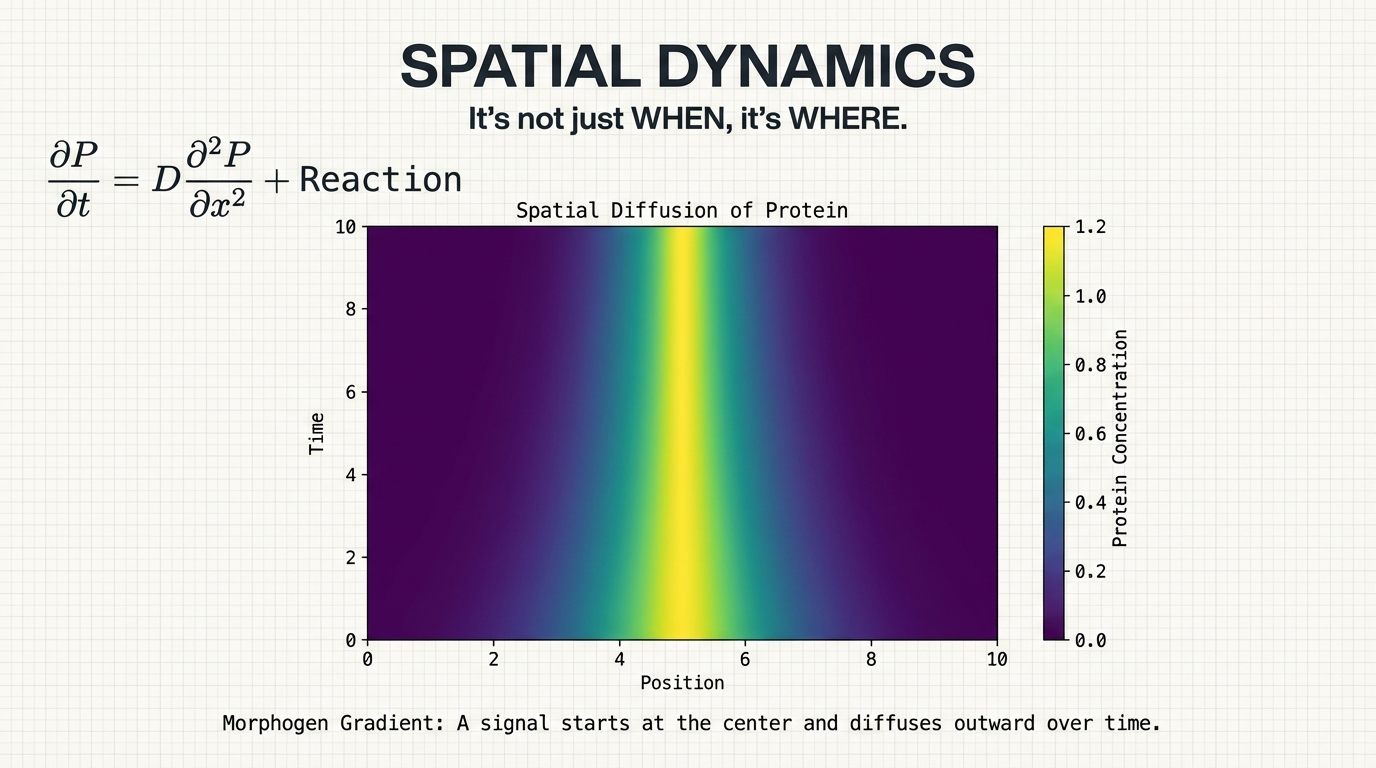 SPATIAL DYNAMICS
It's not just WHEN, it's WHERE.
∂P/∂t = D ∂²P/∂x² + Reaction
Spatial Diffusion of Protein
10
8
6
4
2
0
Time
0 2 4 6 8 10
Position
1.2
1.0
0.8
0.6
0.4
0.2
0.0
Protein Concentration
Morphogen Gradient: A signal starts at the center and diffuses outward over time.